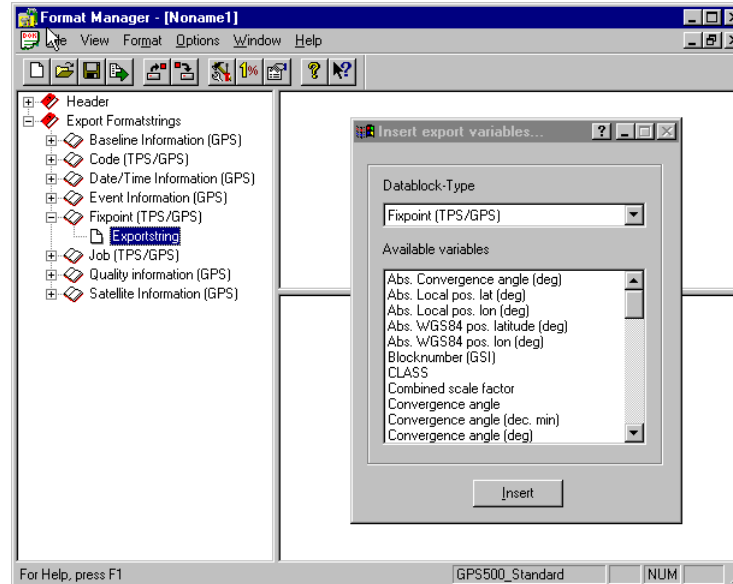 Format Manager - [Noname1]
View Format Options Window Help
1%
Header
Export Formatstrings
Baseline Information (GPS)
Code (TPS/GPS)
Date/Time Information (GPS)
Event Information (GPS)
Fixpoint (TPS/GPS)
Exportstring
Job (TPS/GPS)
Quality information (GPS)
Satellite Information (GPS)
Insert export variables...
Datablock-Type
Fixpoint (TPS/GPS)
Available variables
Abs. Convergence angle (deg)
Abs. Local pos. lat (deg)
Abs. Local pos. lon (deg)
Abs. WGS84 pos. latitude (deg)
Abs. WGS84 pos. lon (deg)
Blocknumber (GSI)
CLASS
Combined scale factor
Convergence angle
Convergence angle (dec. min)
Convergence angle (deg)
Insert
For Help, press F1
GPS500_Standard
NUM